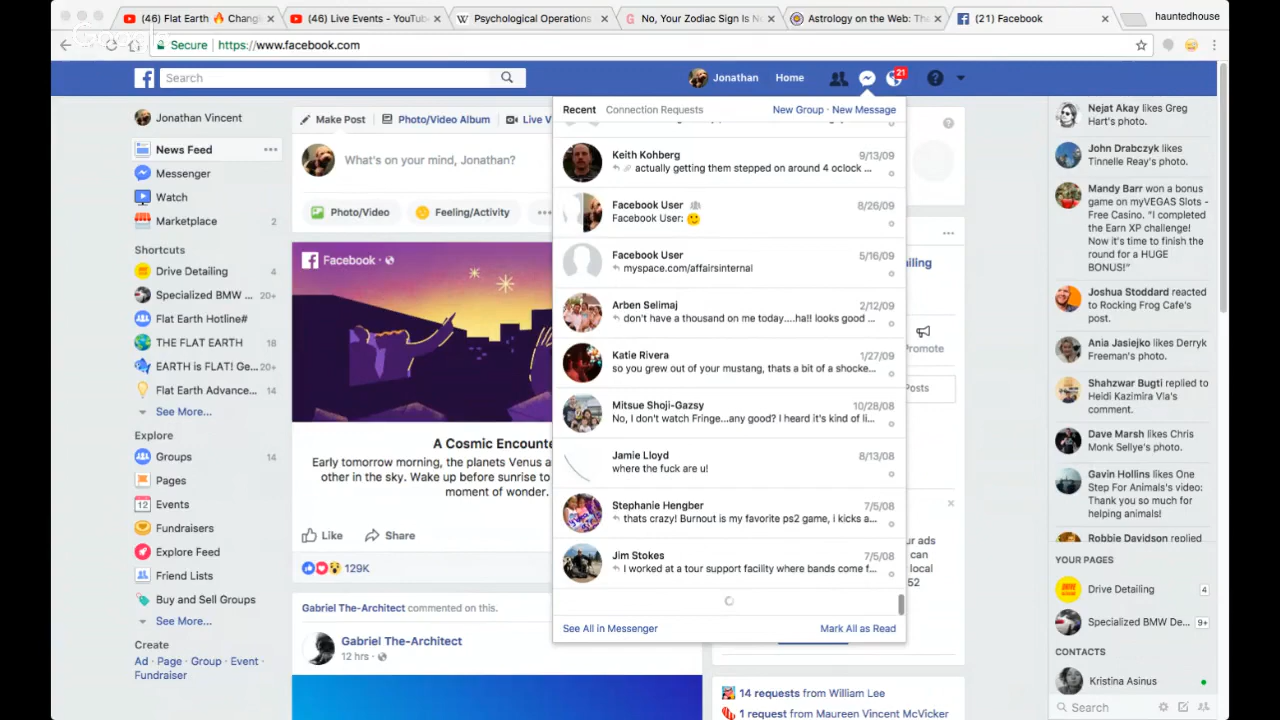 (46) Flat Earth 🔥 Chang
(46) Live Events - YouTub
Psychological Operations
No, Your Zodiac Sign Is N
Astrology on the Web: The
(21) Facebook
hauntedhouse
Google
Secure
https://www.facebook.com
Search
Jonathan
Home
21
Jonathan Vincent
News Feed
Messenger
Watch
Marketplace 2
Shortcuts
Drive Detailing 4
Specialized BMW ... 20+
Flat Earth Hotline#
THE FLAT EARTH 18
EARTH is FLAT! Ge... 20+
Flat Earth Advance... 14
See More...
Explore
Groups 14
Pages
12 Events
Fundraisers
Explore Feed
Friend Lists
Buy and Sell Groups
See More...
Create
Ad · Page · Group · Event ·
Fundraiser
Make Post
Photo/Video Album
Live V
What's on your mind, Jonathan?
Photo/Video
Feeling/Activity
Facebook ·
A Cosmic Encounte
Early tomorrow morning, the planets Venus a
other in the sky. Wake up before sunrise to
moment of wonder.
Like
Share
129K
Gabriel The-Architect commented on this.
Gabriel The-Architect
12 hrs ·
Recent
Connection Requests
New Group · New Message
Keith Kohberg 9/13/09
actually getting them stepped on around 4 oclock ...
Facebook User 8/26/09
Facebook User: 🙂
Facebook User 5/16/09
myspace.com/affairsinternal
Arben Selimaj 2/12/09
don't have a thousand on me today....ha!! looks good ...
Katie Rivera 1/27/09
so you grew out of your mustang, thats a bit of a shocke...
Mitsue Shoji-Gazsy 10/28/08
No, I don't watch Fringe...any good? I heard it's kind of li...
Jamie Lloyd 8/13/08
where the fuck are u!
Stephanie Hengber 7/5/08
thats crazy! Burnout is my favorite ps2 game, i kicks a...
Jim Stokes 7/5/08
I worked at a tour support facility where bands come f...
See All in Messenger
Mark All as Read
ailing
Promote
Posts
ur ads
can
local
52
14 requests from William Lee
1 request from Maureen Vincent McVicker
Nejat Akay likes Greg
Hart's photo.
John Drabczyk likes
Tinnelle Reay's photo.
Mandy Barr won a bonus
game on myVEGAS Slots -
Free Casino. "I completed
the Earn XP challenge!
Now it's time to finish the
round for a HUGE
BONUS!"
Joshua Stoddard reacted
to Rocking Frog Cafe's
post.
Ania Jasiejko likes Derryk
Freeman's photo.
Shahzwar Bugti replied to
Heidi Kazimira Via's
comment.
Dave Marsh likes Chris
Monk Sellye's photo.
Gavin Hollins likes One
Step For Animals's video:
Thank you so much for
helping animals!
Robbie Davidson replied
YOUR PAGES
Drive Detailing 4
Specialized BMW De... 9+
CONTACTS
Kristina Asinus
Search